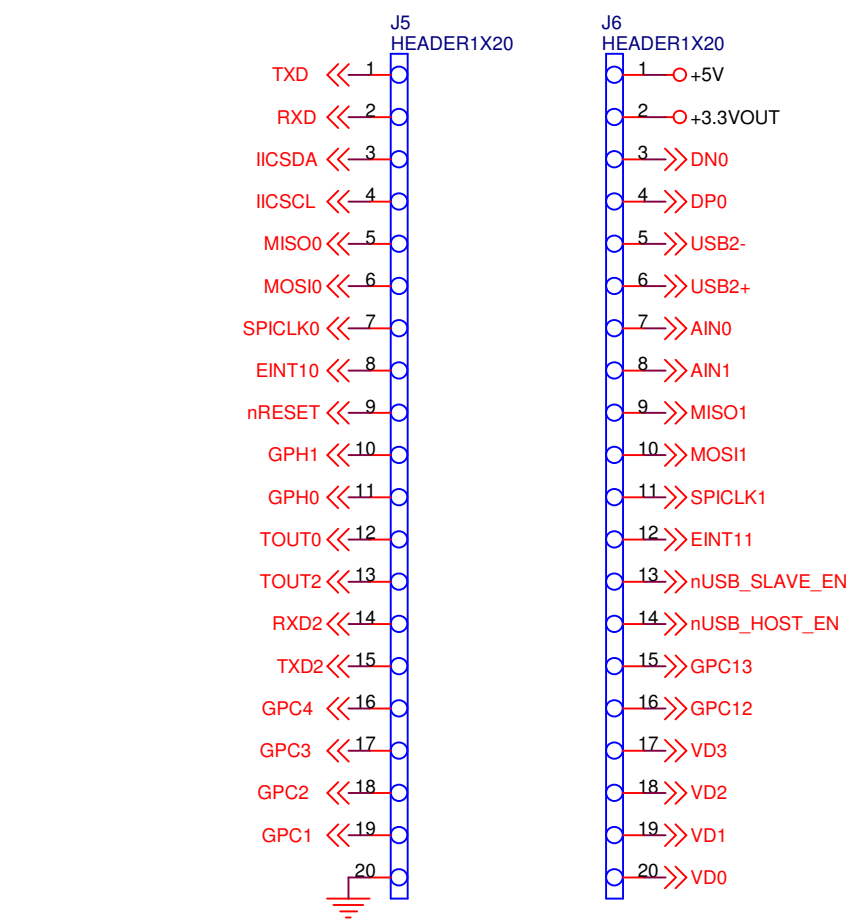 J5
HEADER1X20
TXD 1
RXD 2
IICSDA 3
IICSCL 4
MISO0 5
MOSI0 6
SPICLK0 7
EINT10 8
nRESET 9
GPH1 10
GPH0 11
TOUT0 12
TOUT2 13
RXD2 14
TXD2 15
GPC4 16
GPC3 17
GPC2 18
GPC1 19
20
J6
HEADER1X20
1 +5V
2 +3.3VOUT
3 DN0
4 DP0
5 USB2-
6 USB2+
7 AIN0
8 AIN1
9 MISO1
10 MOSI1
11 SPICLK1
12 EINT11
13 nUSB_SLAVE_EN
14 nUSB_HOST_EN
15 GPC13
16 GPC12
17 VD3
18 VD2
19 VD1
20 VD0